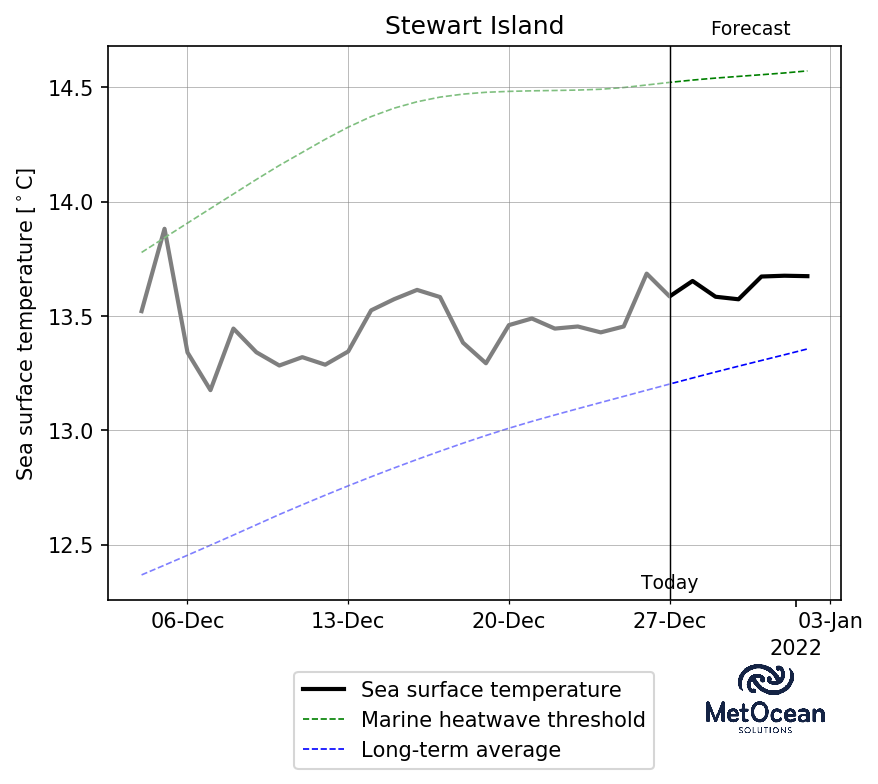 Stewart Island
Forecast
14.5
14.0
13.5
13.0
12.5
Sea surface temperature [°C]
Today
06-Dec
13-Dec
20-Dec
27-Dec
03-Jan
2022
Sea surface temperature
Marine heatwave threshold
Long-term average
MetOcean
SOLUTIONS